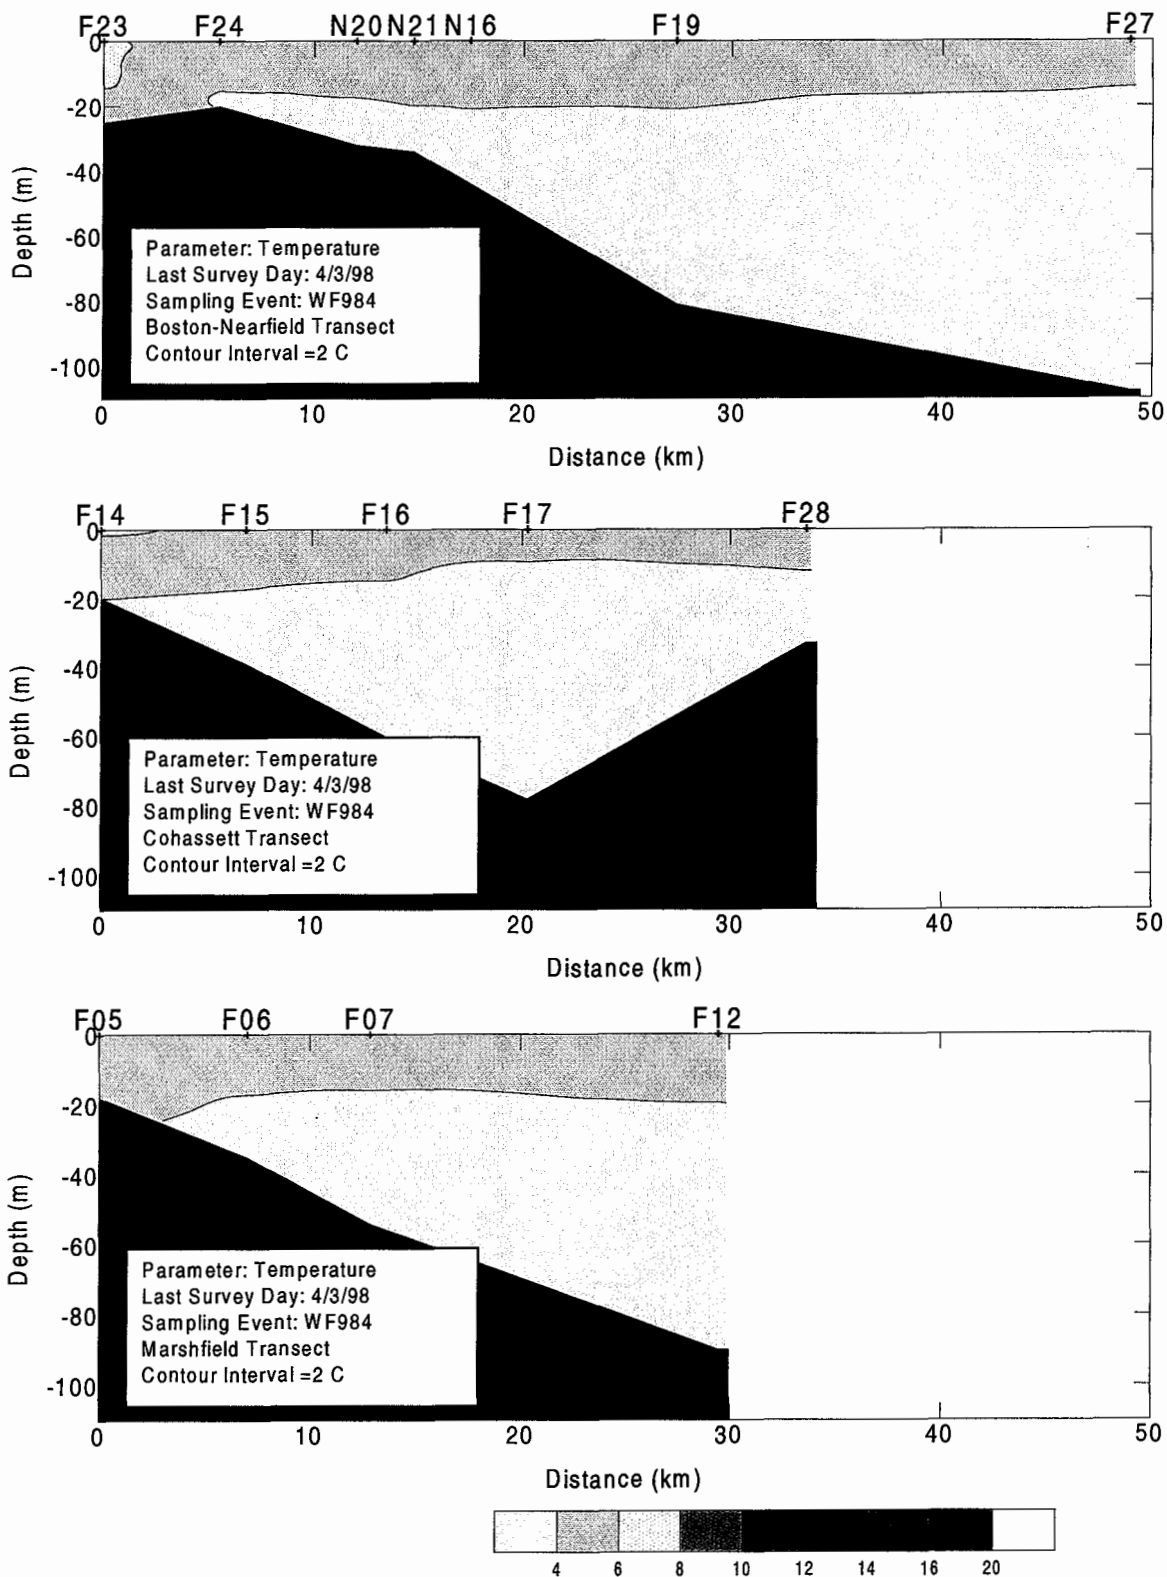 F23 F24 N20 N21 N16 F19 F27
0
-20
-40
-60
-80
-100
Depth (m)
Parameter: Temperature
Last Survey Day: 4/3/98
Sampling Event: WF984
Boston-Nearfield Transect
Contour Interval =2 C
0 10 20 30 40 50
Distance (km)
F14 F15 F16 F17 F28
0
-20
-40
-60
-80
-100
Depth (m)
Parameter: Temperature
Last Survey Day: 4/3/98
Sampling Event: WF984
Cohassett Transect
Contour Interval =2 C
0 10 20 30 40 50
Distance (km)
F05 F06 F07 F12
0
-20
-40
-60
-80
-100
Depth (m)
Parameter: Temperature
Last Survey Day: 4/3/98
Sampling Event: WF984
Marshfield Transect
Contour Interval =2 C
0 10 20 30 40 50
Distance (km)
4 6 8 10 12 14 16 20